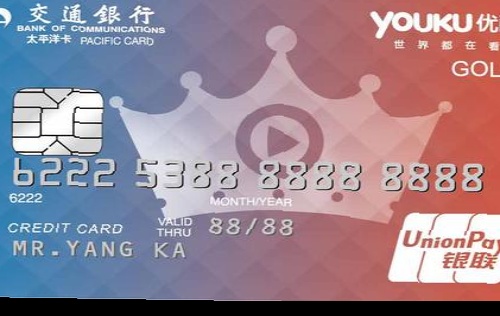 交通銀行
BANK OF COMMUNICATIONS
太平洋卡 PACIFIC CARD
YOUKU 优
世界都在看
GOL
6222 5388 8888 8888
6222
MONTH/YEAR
CREDIT CARD VALID THRU 88/88
MR.YANG KA
UnionPay
银联